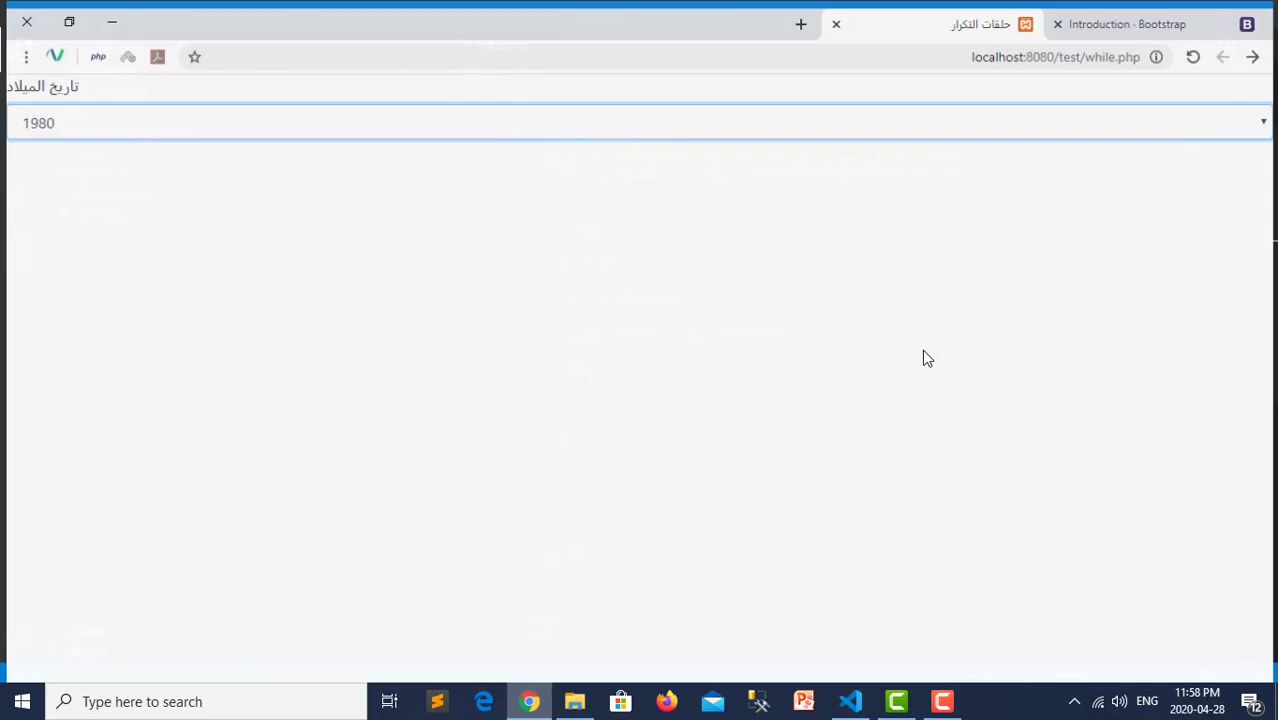 حلقات التكرار
Introduction - Bootstrap
B
php
localhost:8080/test/while.php
تاريخ الميلاد
1980
Type here to search
ENG
11:58 PM
2020-04-28
12